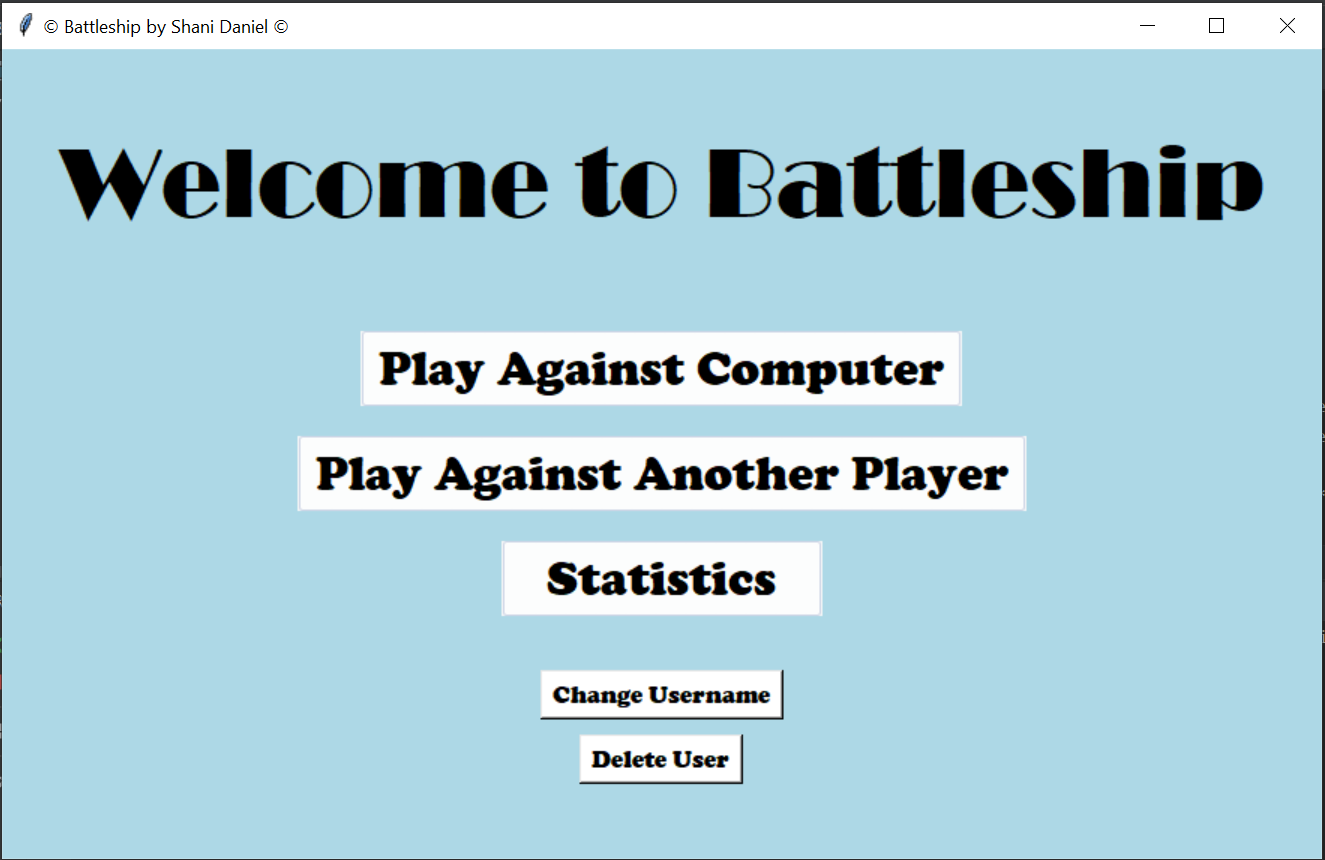 © Battleship by Shani Daniel ©
Welcome to Battleship
Play Against Computer
Play Against Another Player
Statistics
Change Username
Delete User